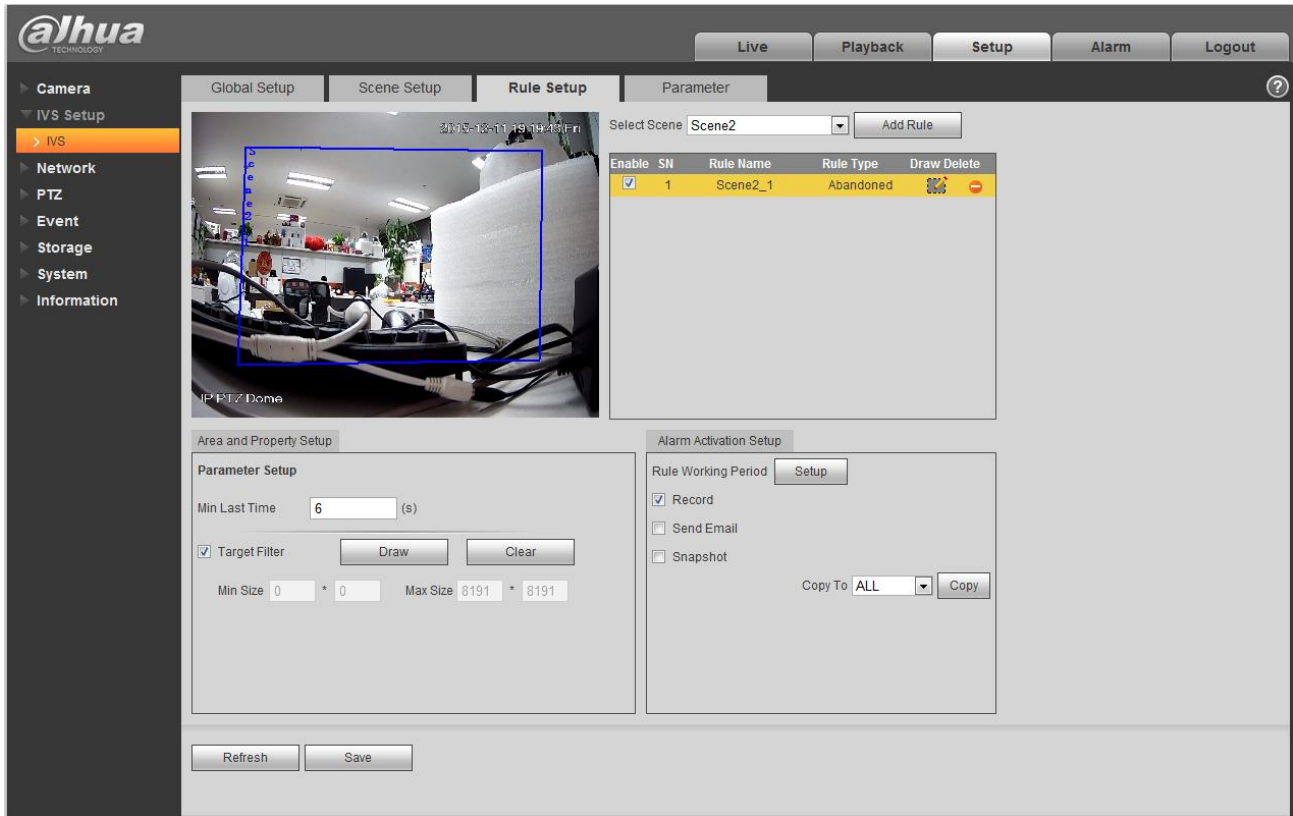 alhua
TECHNOLOGY
Live Playback Setup Alarm Logout
Camera
IVS Setup
IVS
Network
PTZ
Event
Storage
System
Information
Global Setup Scene Setup Rule Setup Parameter
?
Select Scene Scene2 Add Rule
Scene2
IP PTZ Dome
Enable SN Rule Name Rule Type Draw Delete
1 Scene2_1 Abandoned
Area and Property Setup
Parameter Setup
Min Last Time 6 (s)
Target Filter Draw Clear
Min Size 0 * 0 Max Size 8191 * 8191
Alarm Activation Setup
Rule Working Period Setup
Record
Send Email
Snapshot
Copy To ALL Copy
Refresh Save